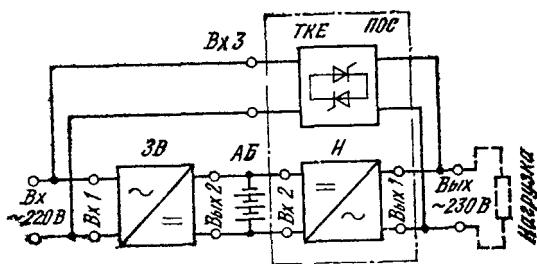 ТКЕ
ПОС
Вх 3
ЗВ
АБ
И
Вх
~220 В
Вх 1
Вых 2
Вх 2
Вых 1
Вых
~230 В
Нагрузка